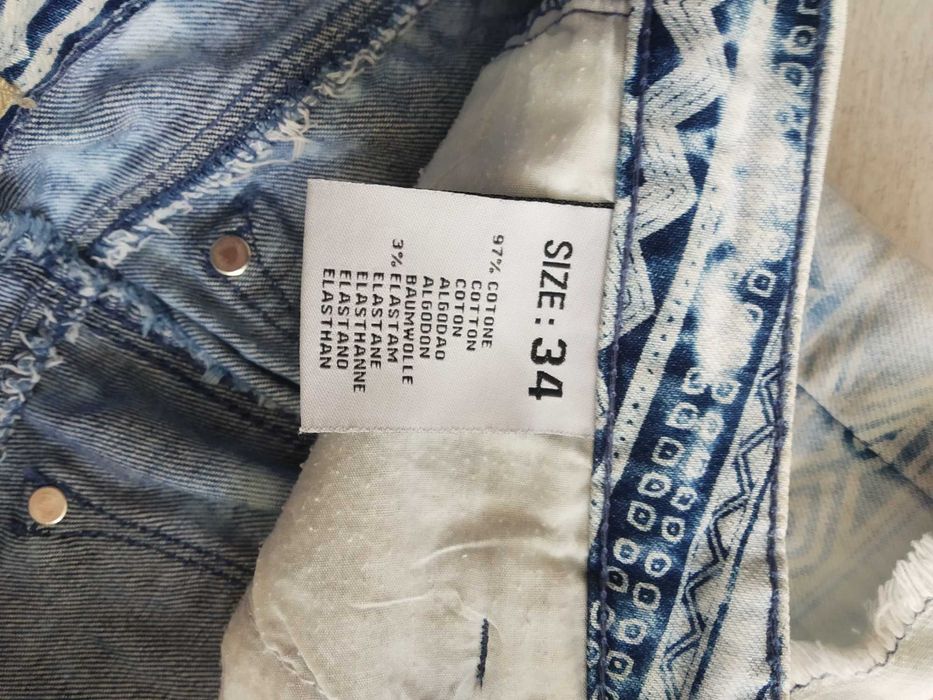 SIZE: 34
97% COTONE
COTTON
COTON
ALGODAO
ALGODON
BAUMWOLLE
3% ELASTAM
ELASTANE
ELASTHANNE
ELASTANO
ELASTHAN